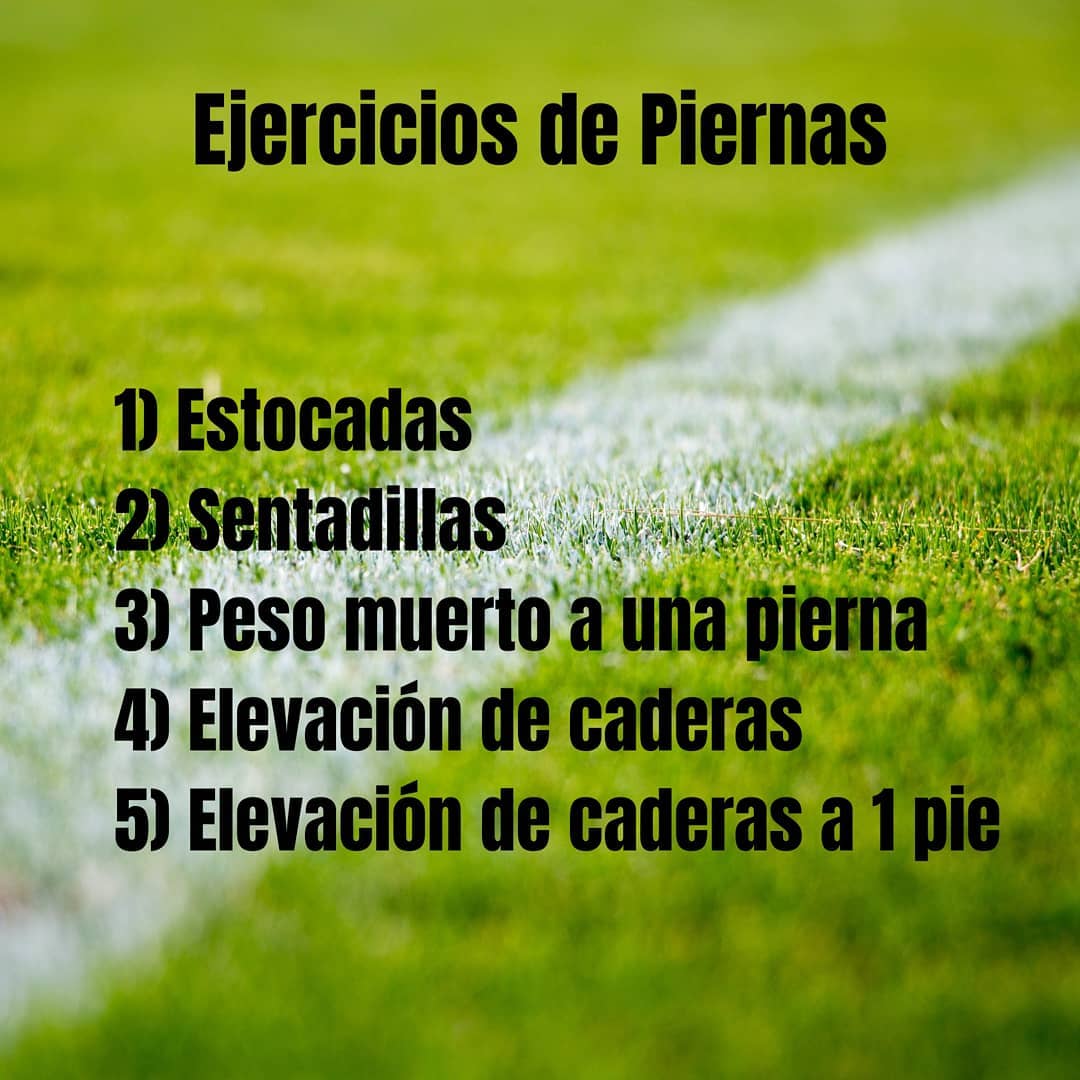 Ejercicios de Piernas
1) Estocadas
2) Sentadillas
3) Peso muerto a una pierna
4) Elevación de caderas
5) Elevación de caderas a 1 pie